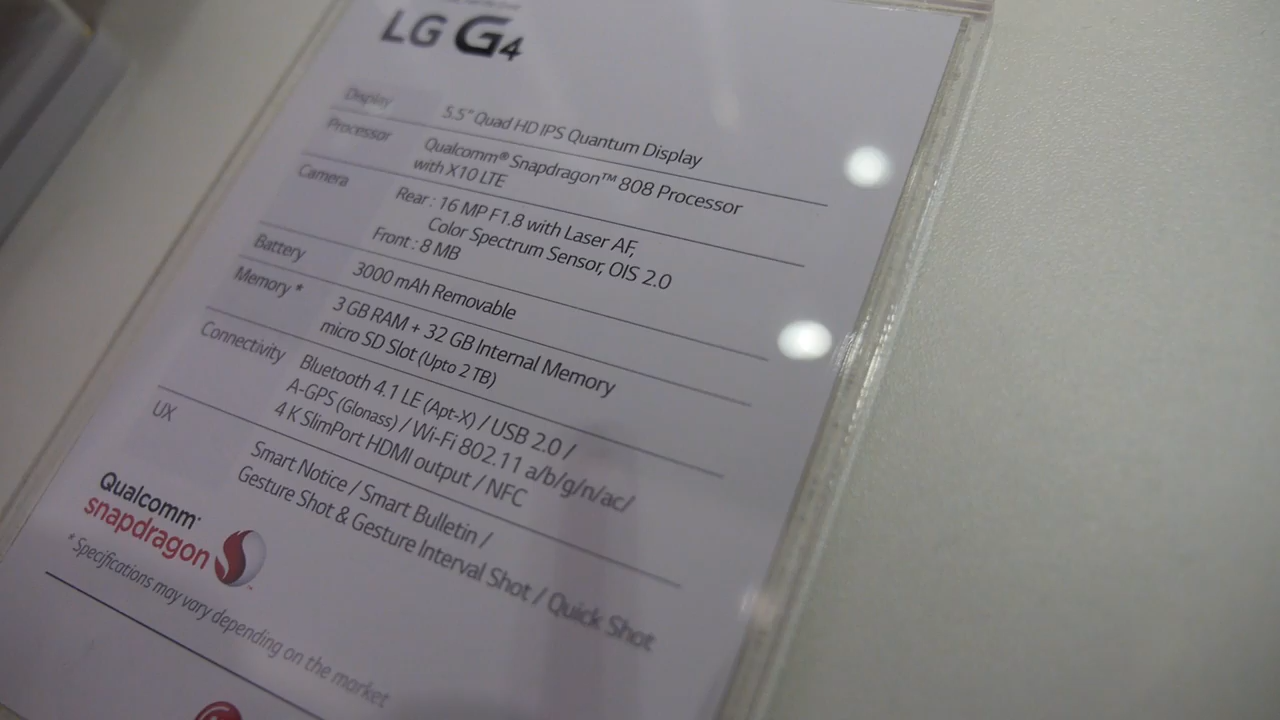 LG G4
Display 5.5" Quad HD IPS Quantum Display
Processor Qualcomm® Snapdragon™ 808 Processor
with X10 LTE
Camera Rear : 16 MP F1.8 with Laser AF,
Color Spectrum Sensor, OIS 2.0
Front : 8 MB
Battery 3000 mAh Removable
Memory * 3 GB RAM + 32 GB Internal Memory
micro SD Slot (Upto 2 TB)
Connectivity Bluetooth 4.1 LE (Apt-X) / USB 2.0 /
A-GPS (Glonass) / Wi-Fi 802.11 a/b/g/n/ac/
4 K SlimPort HDMI output / NFC
UX Smart Notice / Smart Bulletin /
Gesture Shot & Gesture Interval Shot / Quick Shot
Qualcomm
snapdragon
* Specifications may vary depending on the market